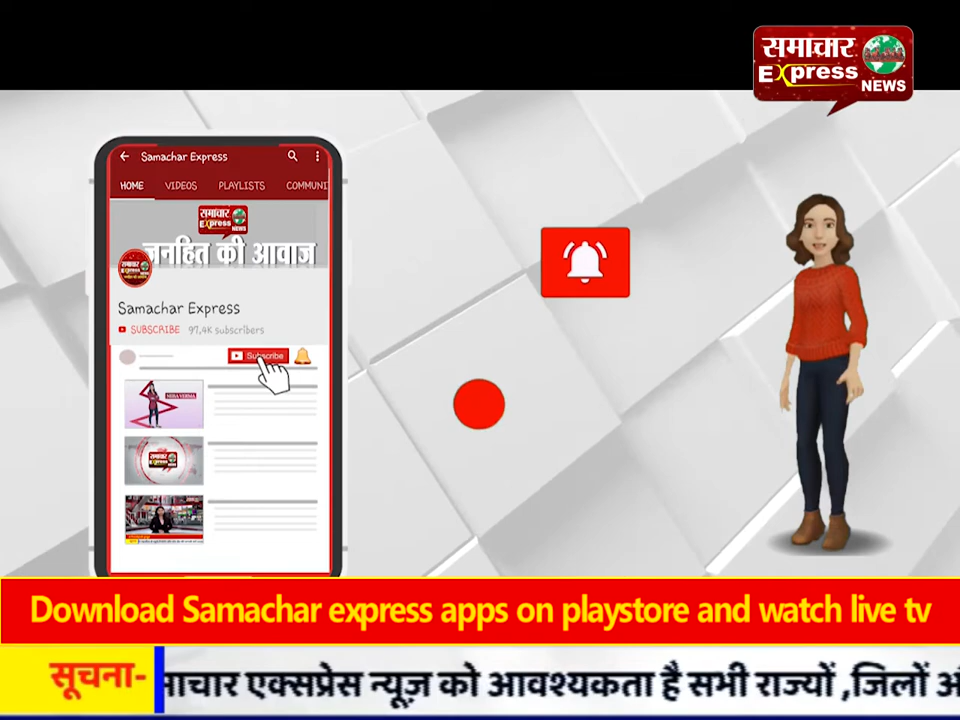 समाचार
Express
NEWS
Samachar Express
HOME VIDEOS PLAYLISTS COMMUNI
समाचार
Express
NEWS
जनहित की आवाज
Samachar Express
SUBSCRIBE 97.4K subscribers
Subscribe
Download Samachar express apps on playstore and watch live tv
सूचना- माचार एक्सप्रेस न्यूज़ को आवश्यकता है सभी राज्यों ,जिलों